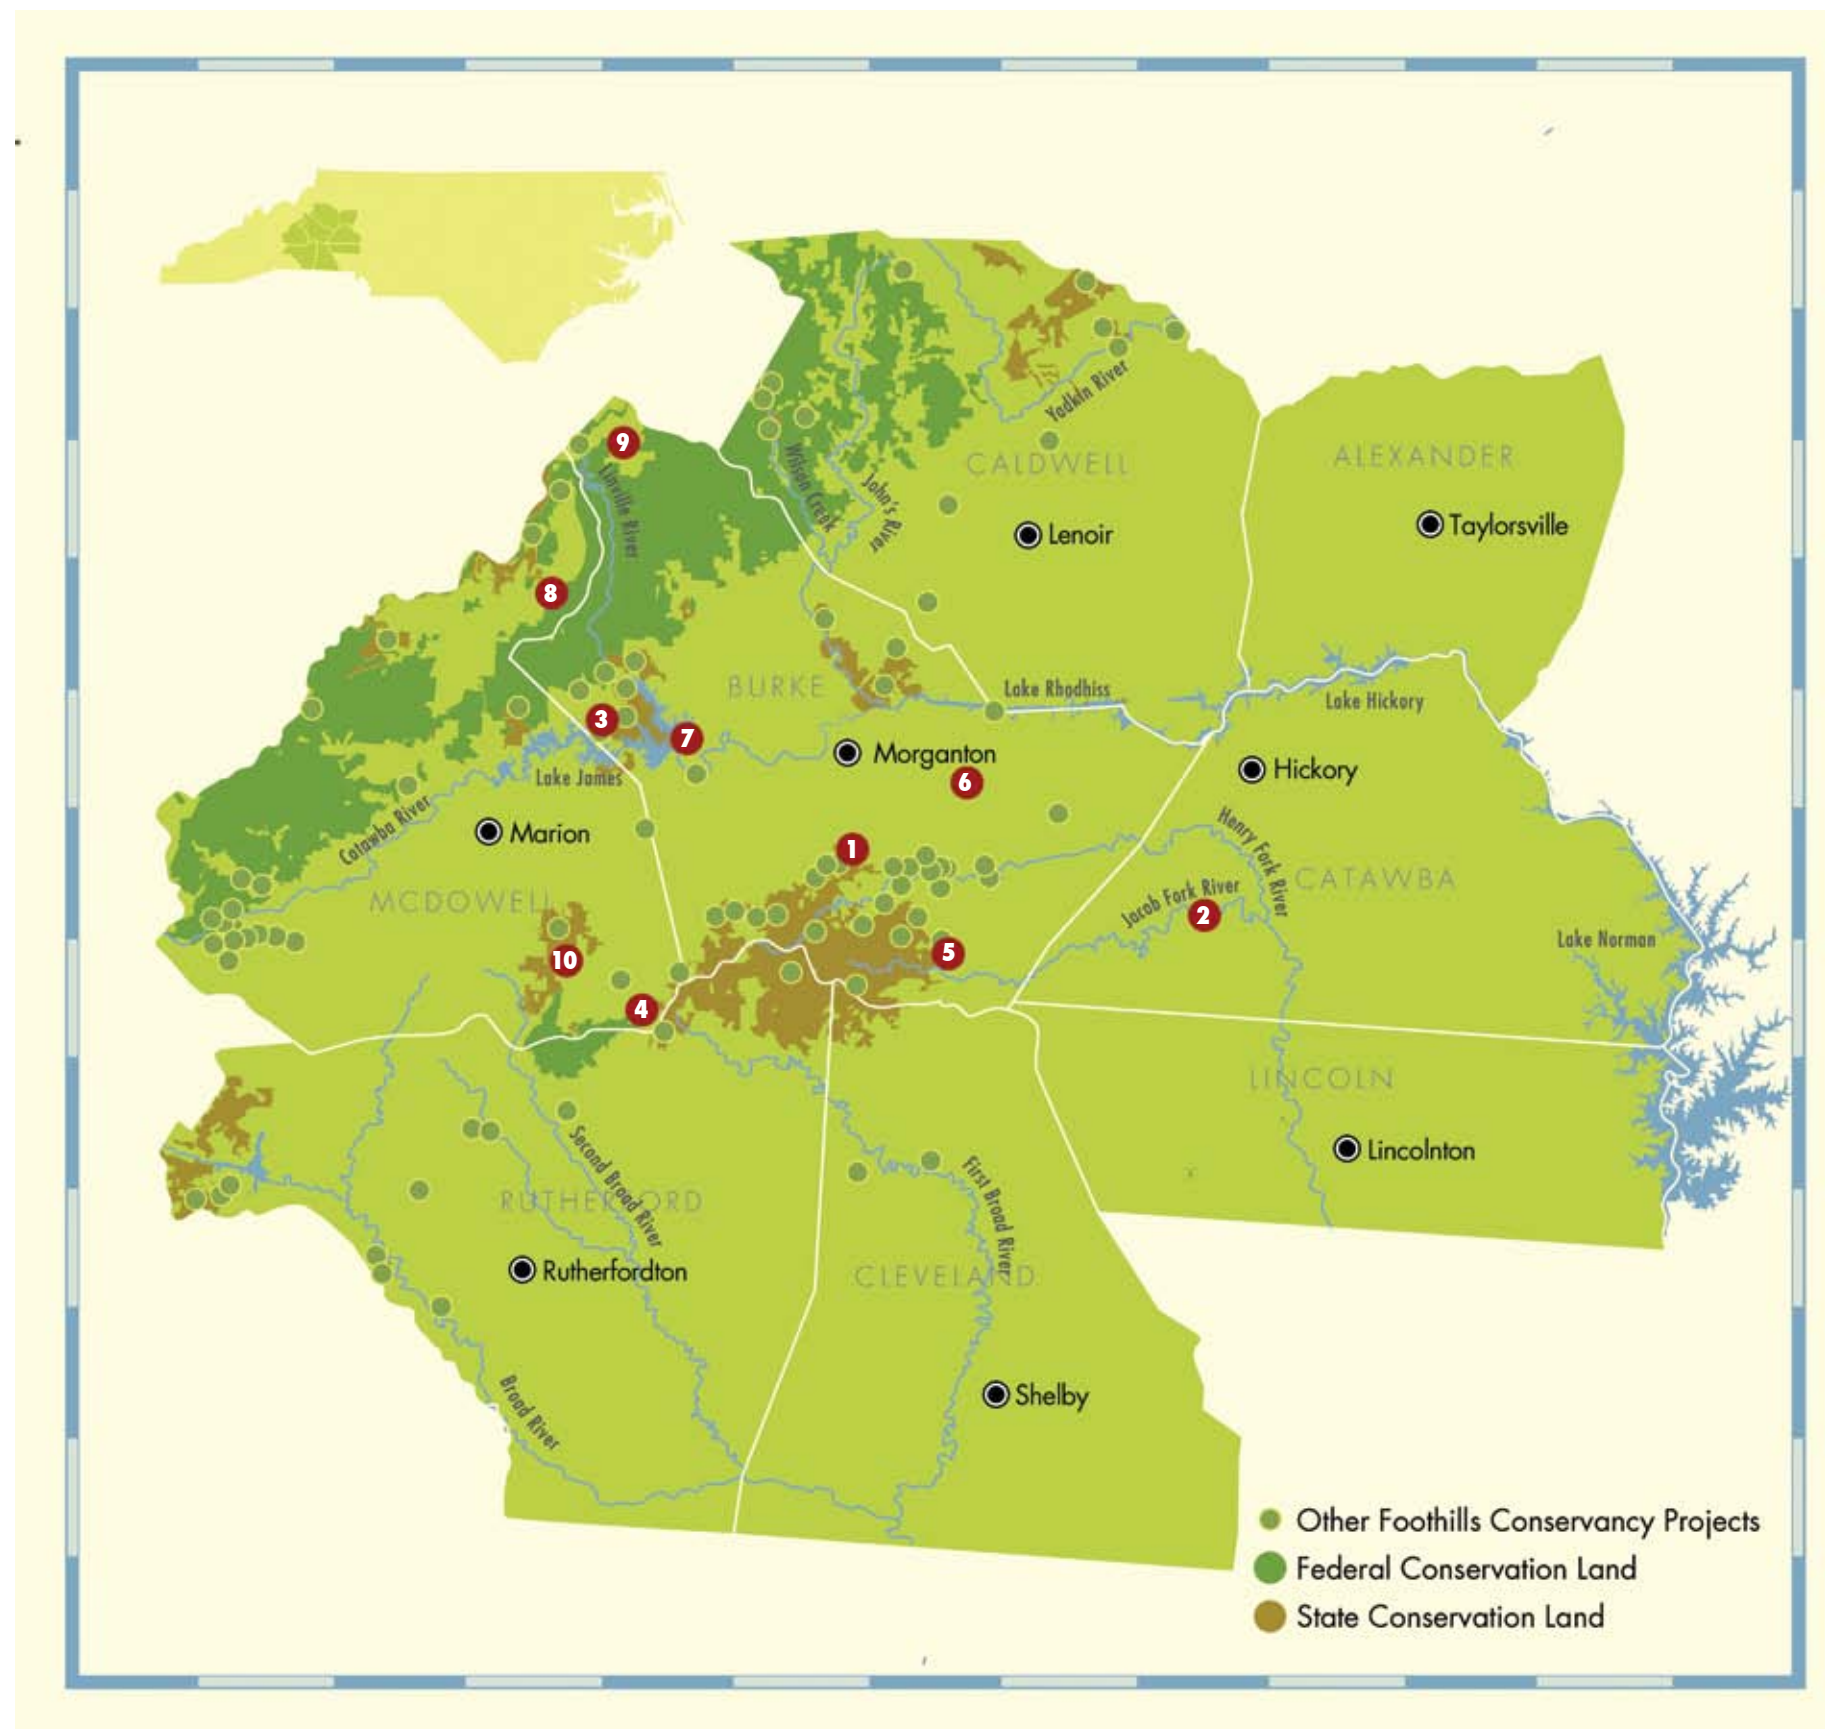 9
Linville River
8
Wilson Creek
John's River
Yadkin River
CALDWELL
Lenoir
ALEXANDER
Taylorsville
BURKE
Lake Rhodhiss
Lake Hickory
3
7
Lake James
Morganton
6
Hickory
Catawba River
Marion
1
Henry Fork River
MCDOWELL
Jacob Fork River
2
CATAWBA
10
5
Lake Norman
4
LINCOLN
Lincolnton
Second Broad River
RUTHERFORD
Rutherfordton
First Broad River
CLEVELAND
Broad River
Shelby
Other Foothills Conservancy Projects
Federal Conservation Land
State Conservation Land